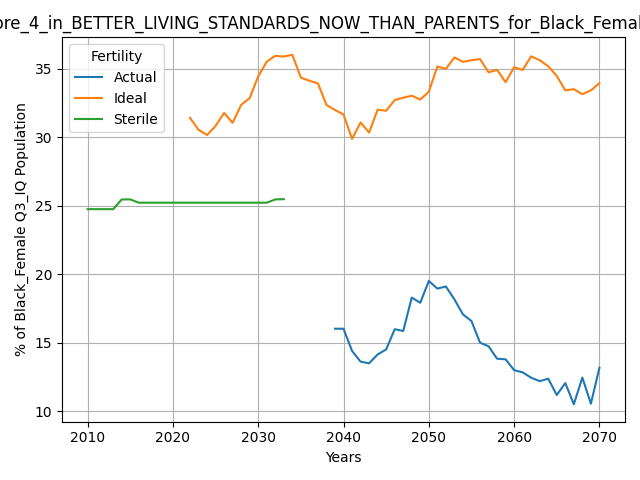 ore_4_in_BETTER_LIVING_STANDARDS_NOW_THAN_PARENTS_for_Black_Femal
Fertility
Actual
Ideal
Sterile
% of Black_Female Q3_IQ Population
35
30
25
20
15
10
2010 2020 2030 2040 2050 2060 2070
Years